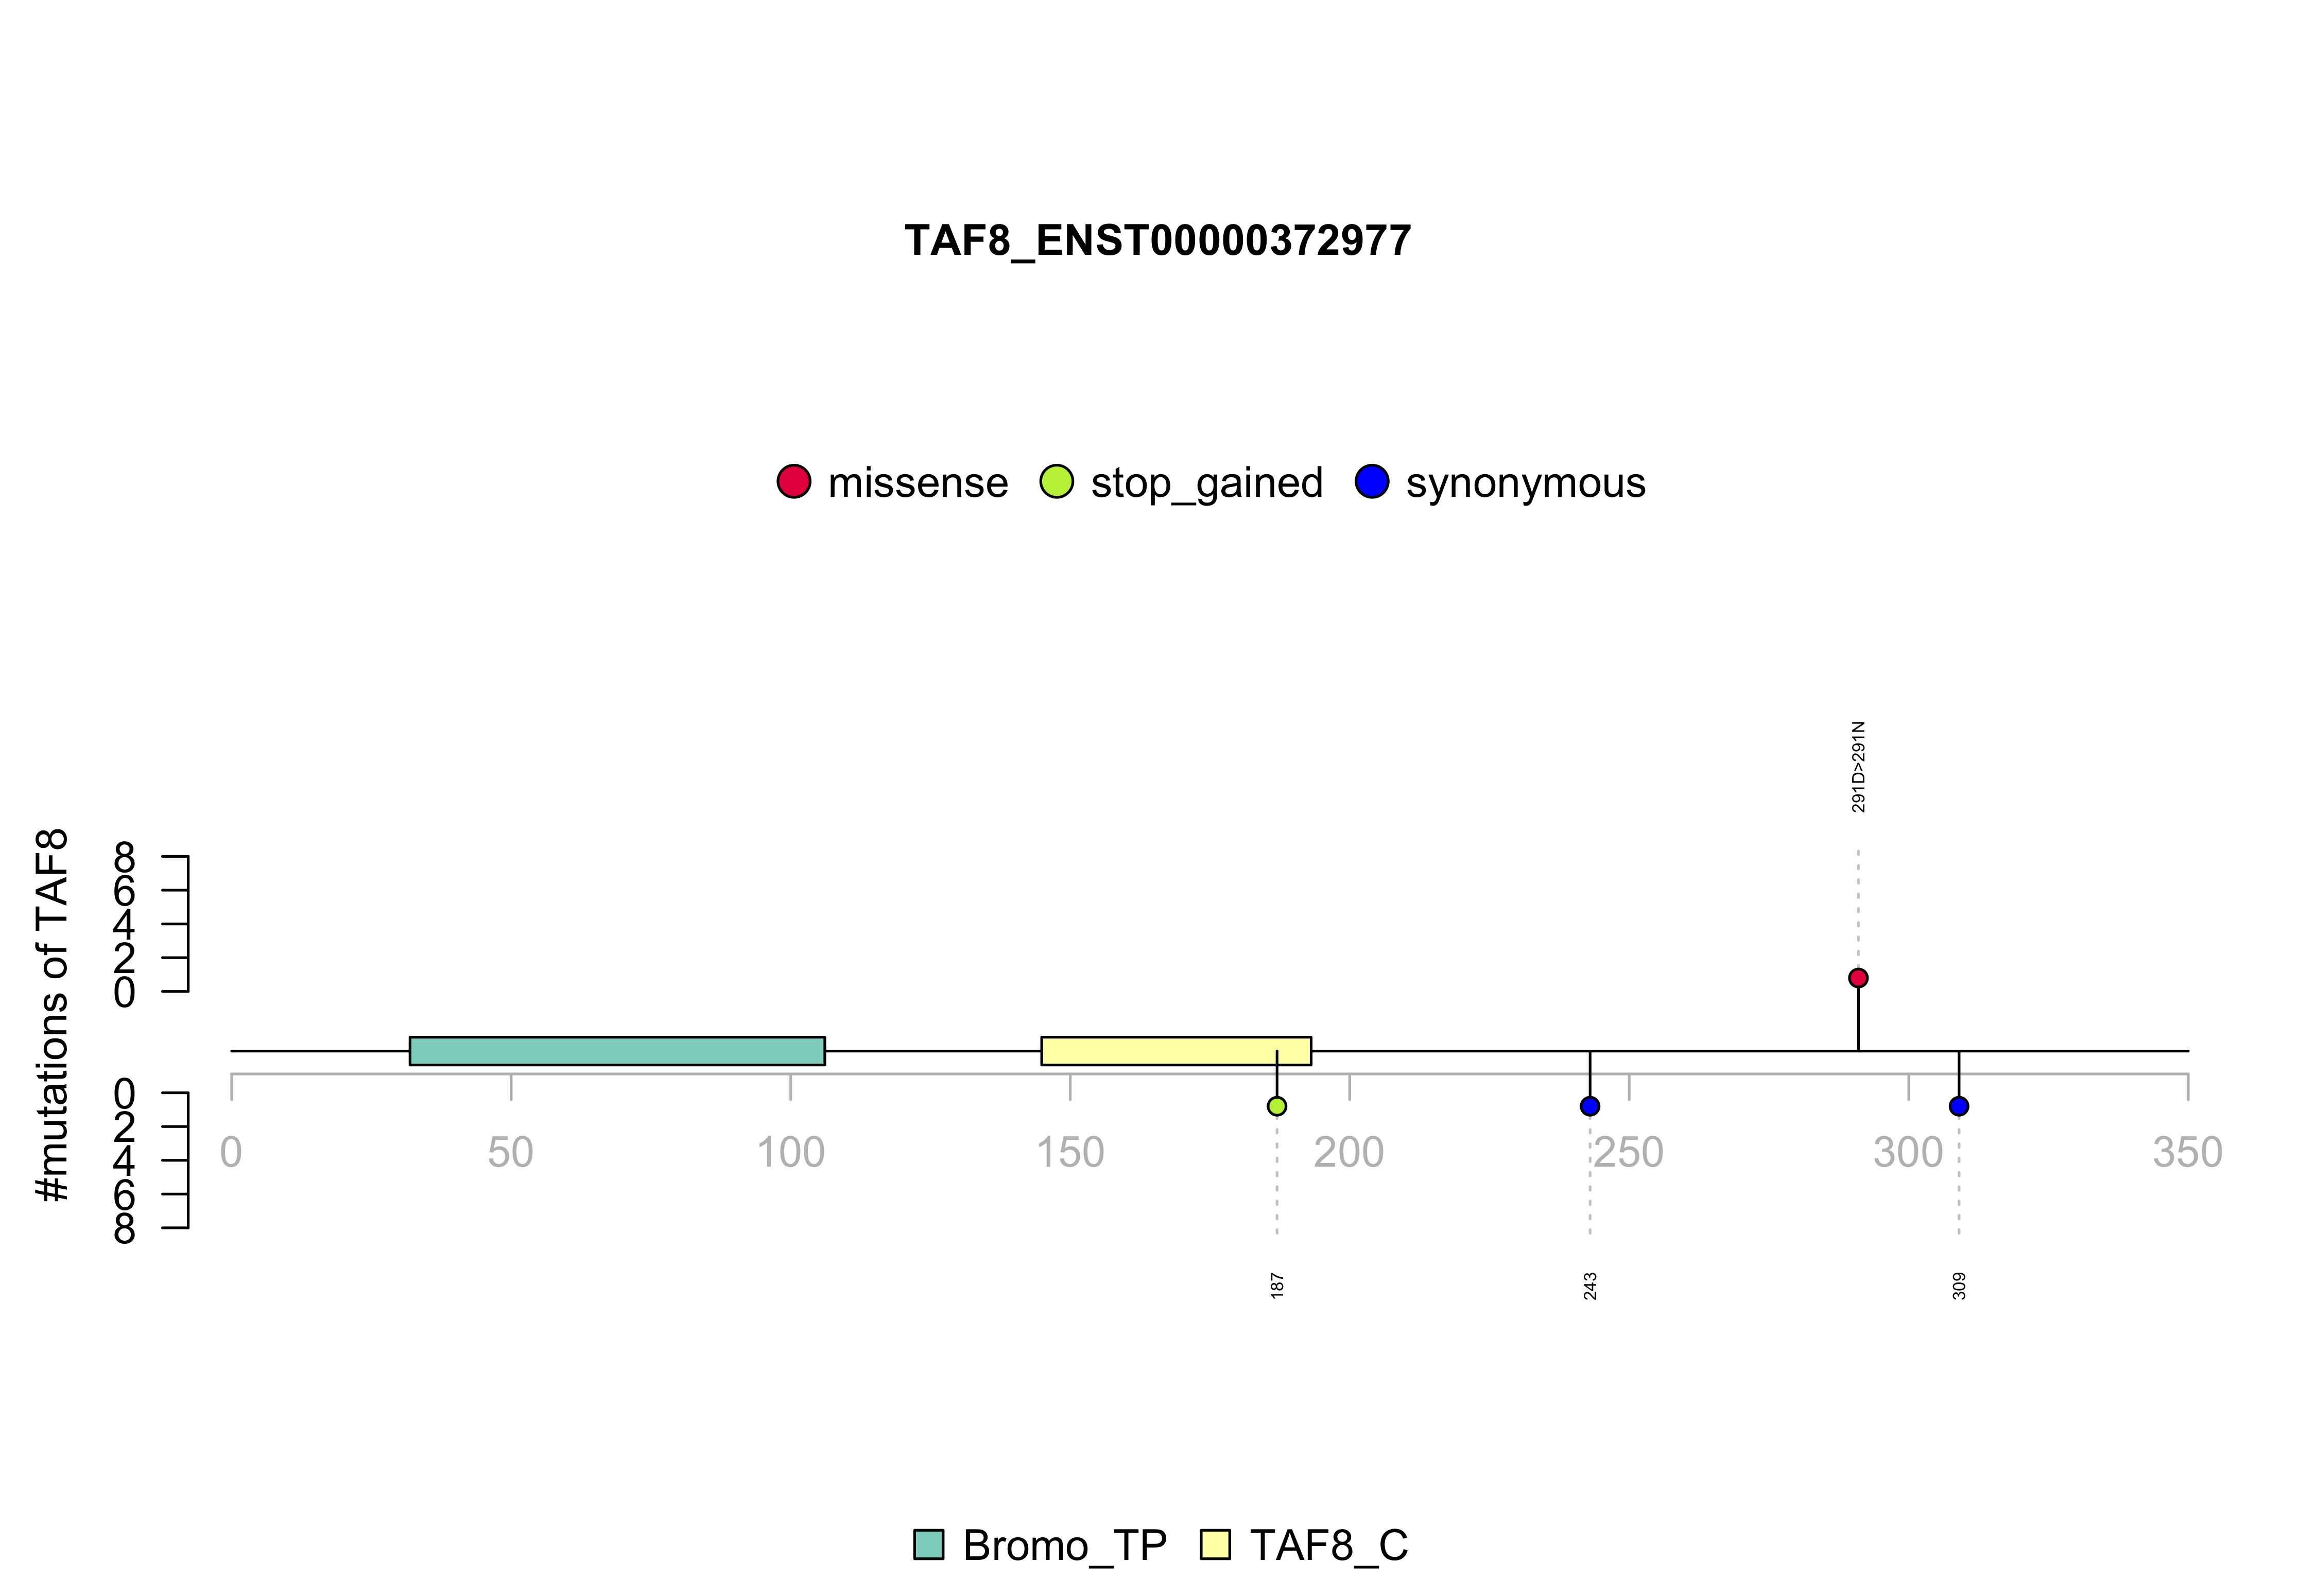 TAF8_ENST00000372977
missense stop_gained synonymous
291D>291N
#mutations of TAF8
8
6
4
2
0
0
2
4
6
8
0 50 100 150 200 250 300 350
187 243 309
Bromo_TP TAF8_C